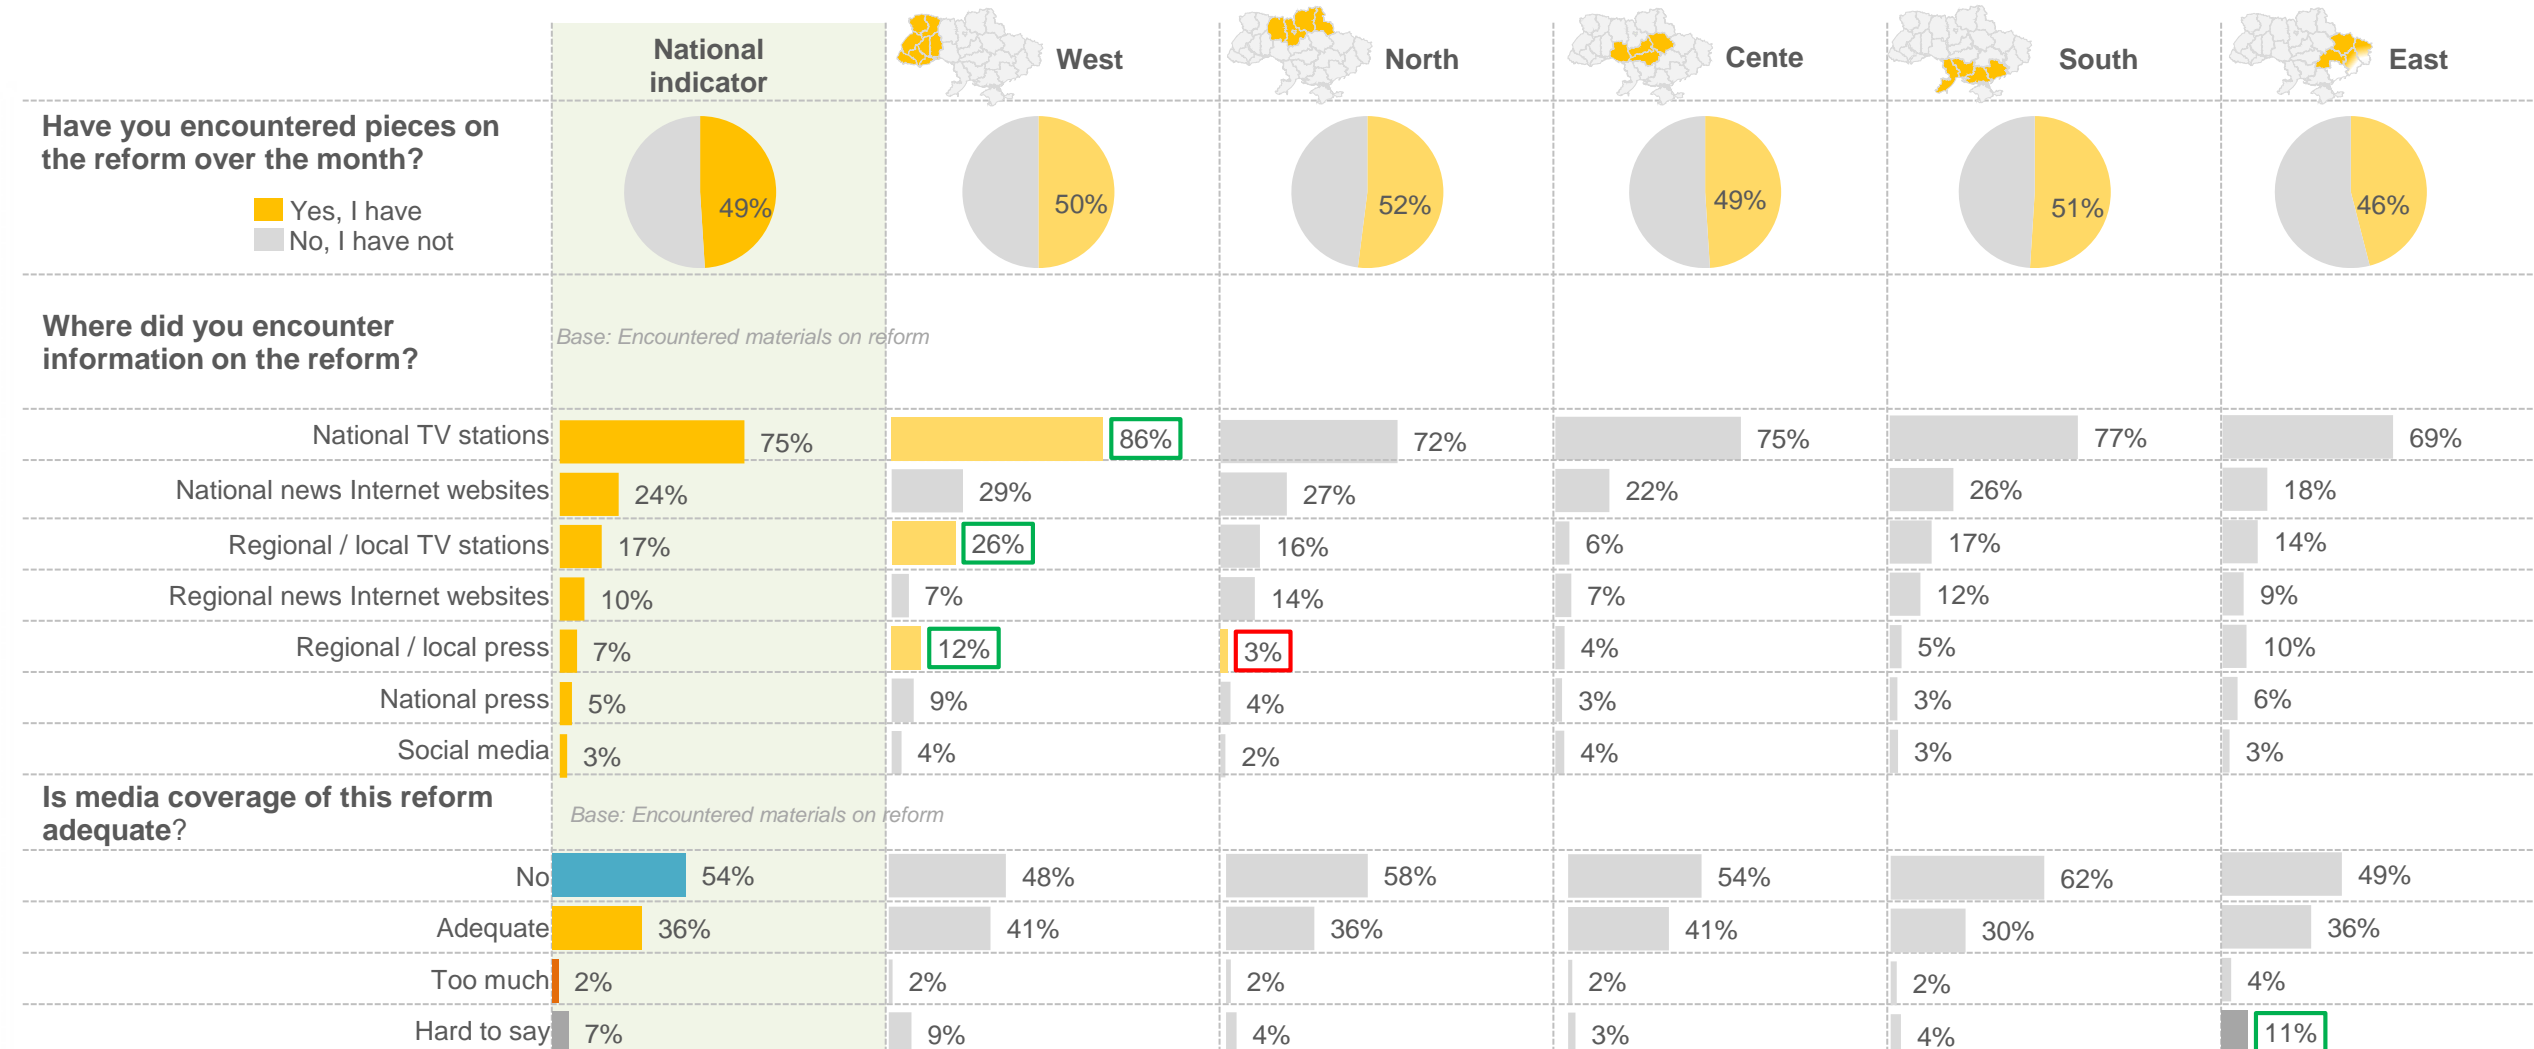 National
indicator
West
North
Cente
South
East
Have you encountered pieces on
the reform over the month?
Yes, I have
No, I have not
49%
50%
52%
49%
51%
46%
Where did you encounter
information on the reform?
Base: Encountered materials on reform
National TV stations 75% 86% 72% 75% 77% 69%
National news Internet websites 24% 29% 27% 22% 26% 18%
Regional / local TV stations 17% 26% 16% 6% 17% 14%
Regional news Internet websites 10% 7% 14% 7% 12% 9%
Regional / local press 7% 12% 3% 4% 5% 10%
National press 5% 9% 4% 3% 3% 6%
Social media 3% 4% 2% 4% 3% 3%
Is media coverage of this reform
adequate?
Base: Encountered materials on reform
No 54% 48% 58% 54% 62% 49%
Adequate 36% 41% 36% 41% 30% 36%
Too much 2% 2% 2% 2% 2% 4%
Hard to say 7% 9% 4% 3% 4% 11%